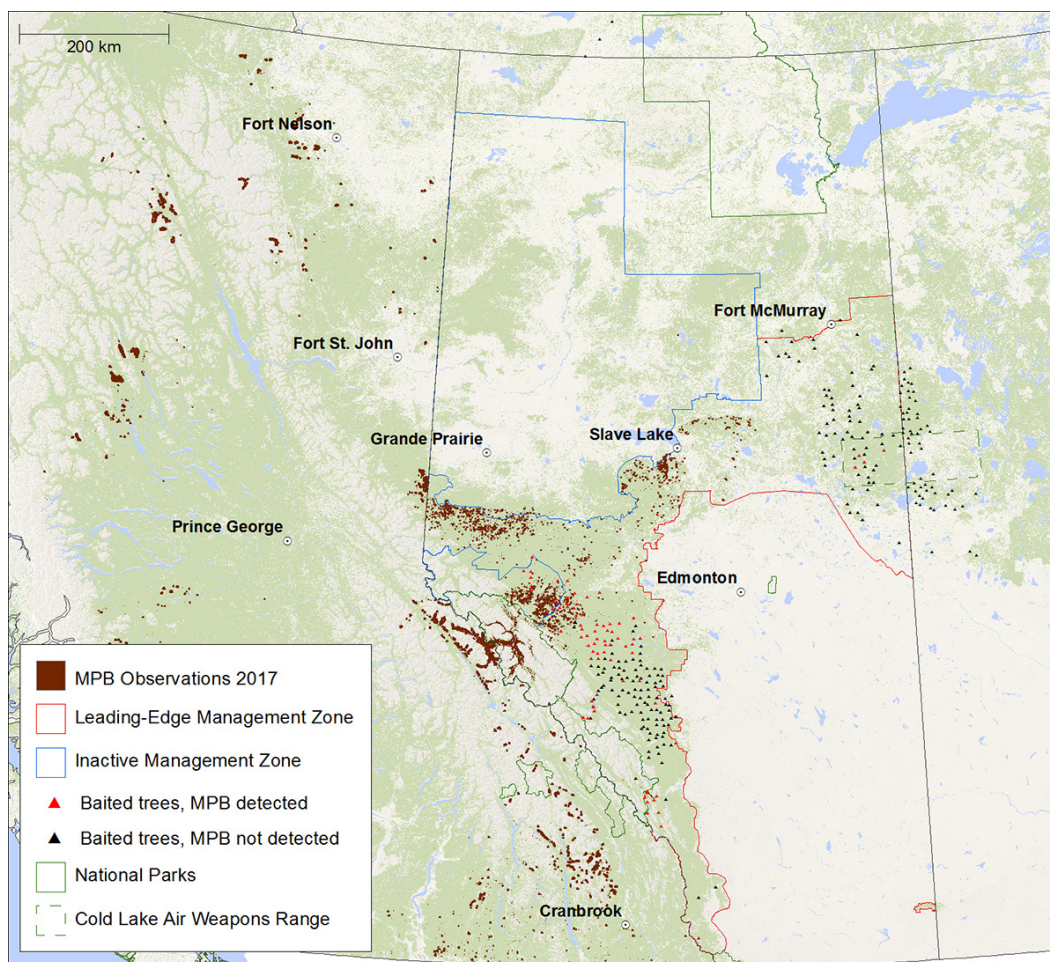 200 km
Fort Nelson
Fort McMurray
Fort St. John
Grande Prairie
Slave Lake
Prince George
Edmonton
MPB Observations 2017
Leading-Edge Management Zone
Inactive Management Zone
Baited trees, MPB detected
Baited trees, MPB not detected
National Parks
Cold Lake Air Weapons Range
Cranbrook